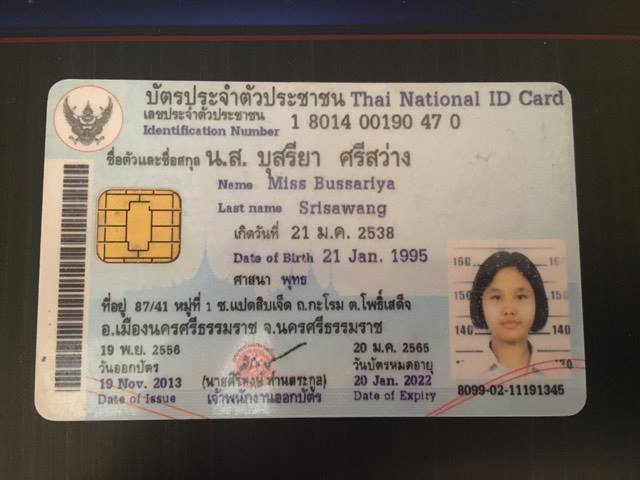 บัตรประจำตัวประชาชน Thai National ID Card
เลขประจำตัวประชาชน
Identification Number 1 8014 00190 47 0
ชื่อตัวและชื่อสกุล น.ส. บุสรียา ศรีสว่าง
Name Miss Bussariya
Last name Srisawang
เกิดวันที่ 21 ม.ค. 2538
Date of Birth 21 Jan. 1995
ศาสนา พุทธ
ที่อยู่ 87/41 หมู่ที่ 1 ซ.แปดสิบเจ็ด ถ.กะโรม ต.โพธิ์เสด็จ
อ.เมืองนครศรีธรรมราช จ.นครศรีธรรมราช
19 พ.ย. 2556
วันออกบัตร
19 Nov. 2013
Date of Issue
เจ้าพนักงานออกบัตร
20 ม.ค. 2565
วันบัตรหมดอายุ
20 Jan. 2022
Date of Expiry
160 160
150
140 140
8099-02-11191345